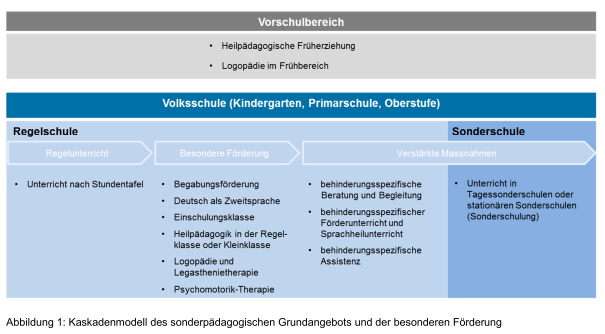 Vorschulbereich
• Heilpädagogische Früherziehung
• Logopädie im Frühbereich
Volksschule (Kindergarten, Primarschule, Oberstufe)
Regelschule
Sonderschule
Regelunterricht
Besondere Förderung
Verstärkte Massnahmen
• Unterricht nach Stundentafel
• Begabungsförderung
• Deutsch als Zweitsprache
• Einschulungsklasse
• Heilpädagogik in der Regel-
klasse oder Kleinklasse
• Logopädie und
Legasthenietherapie
• Psychomotorik-Therapie
• behinderungsspezifische
Beratung und Begleitung
• behinderungsspezifischer
Förderunterricht und
Sprachheilunterricht
• behinderungsspezifische
Assistenz
• Unterricht in
Tagessonderschulen oder
stationären Sonderschulen
(Sonderschulung)
Abbildung 1: Kaskadenmodell des sonderpädagogischen Grundangebots und der besonderen Förderung